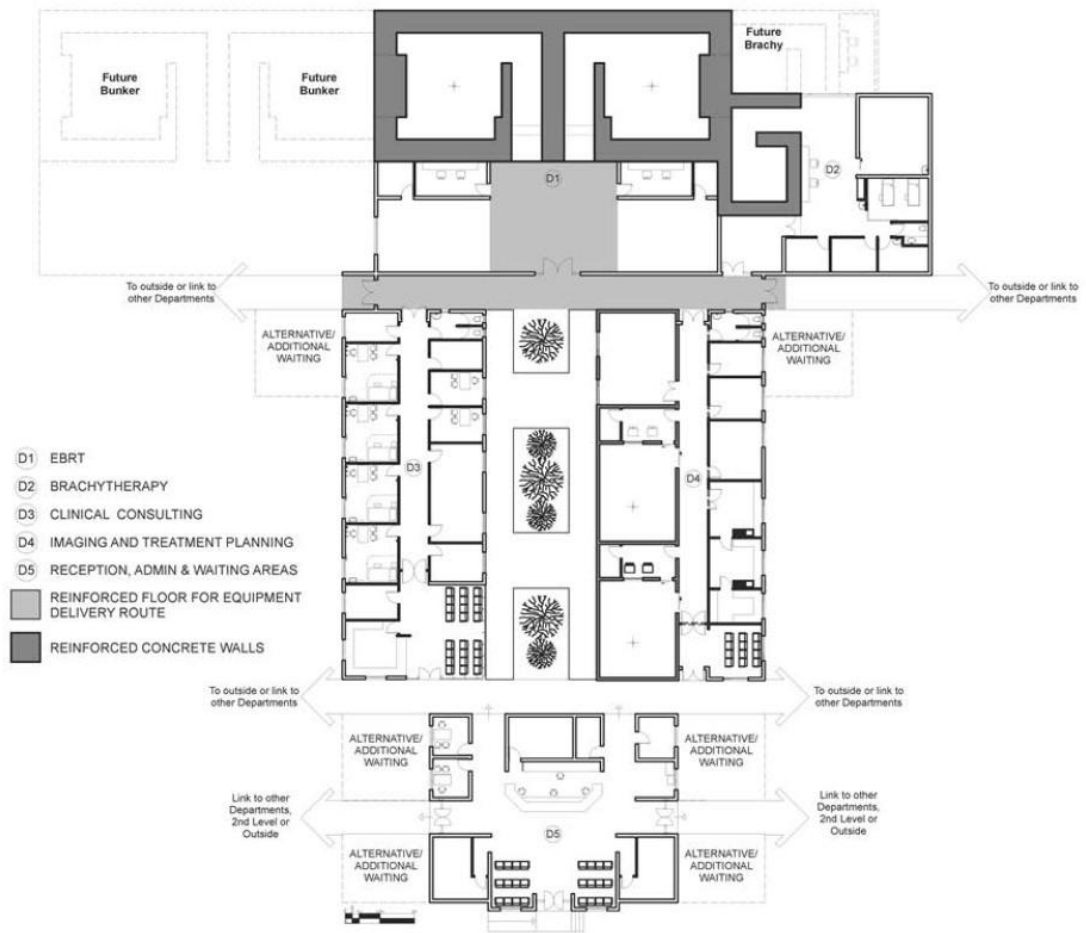 Future
Bunker
Future
Bunker
Future
Brachy
D1
D2
To outside or link to
other Departments
To outside or link to
other Departments
ALTERNATIVE/
ADDITIONAL
WAITING
ALTERNATIVE/
ADDITIONAL
WAITING
D3
D4
D1 EBRT
D2 BRACHYTHERAPY
D3 CLINICAL CONSULTING
D4 IMAGING AND TREATMENT PLANNING
D5 RECEPTION, ADMIN & WAITING AREAS
REINFORCED FLOOR FOR EQUIPMENT
DELIVERY ROUTE
REINFORCED CONCRETE WALLS
To outside or link to
other Departments
To outside or link to
other Departments
ALTERNATIVE/
ADDITIONAL
WAITING
ALTERNATIVE/
ADDITIONAL
WAITING
Link to other
Departments,
2nd Level or
Outside
Link to other
Departments,
2nd Level or
Outside
D5
ALTERNATIVE/
ADDITIONAL
WAITING
ALTERNATIVE/
ADDITIONAL
WAITING